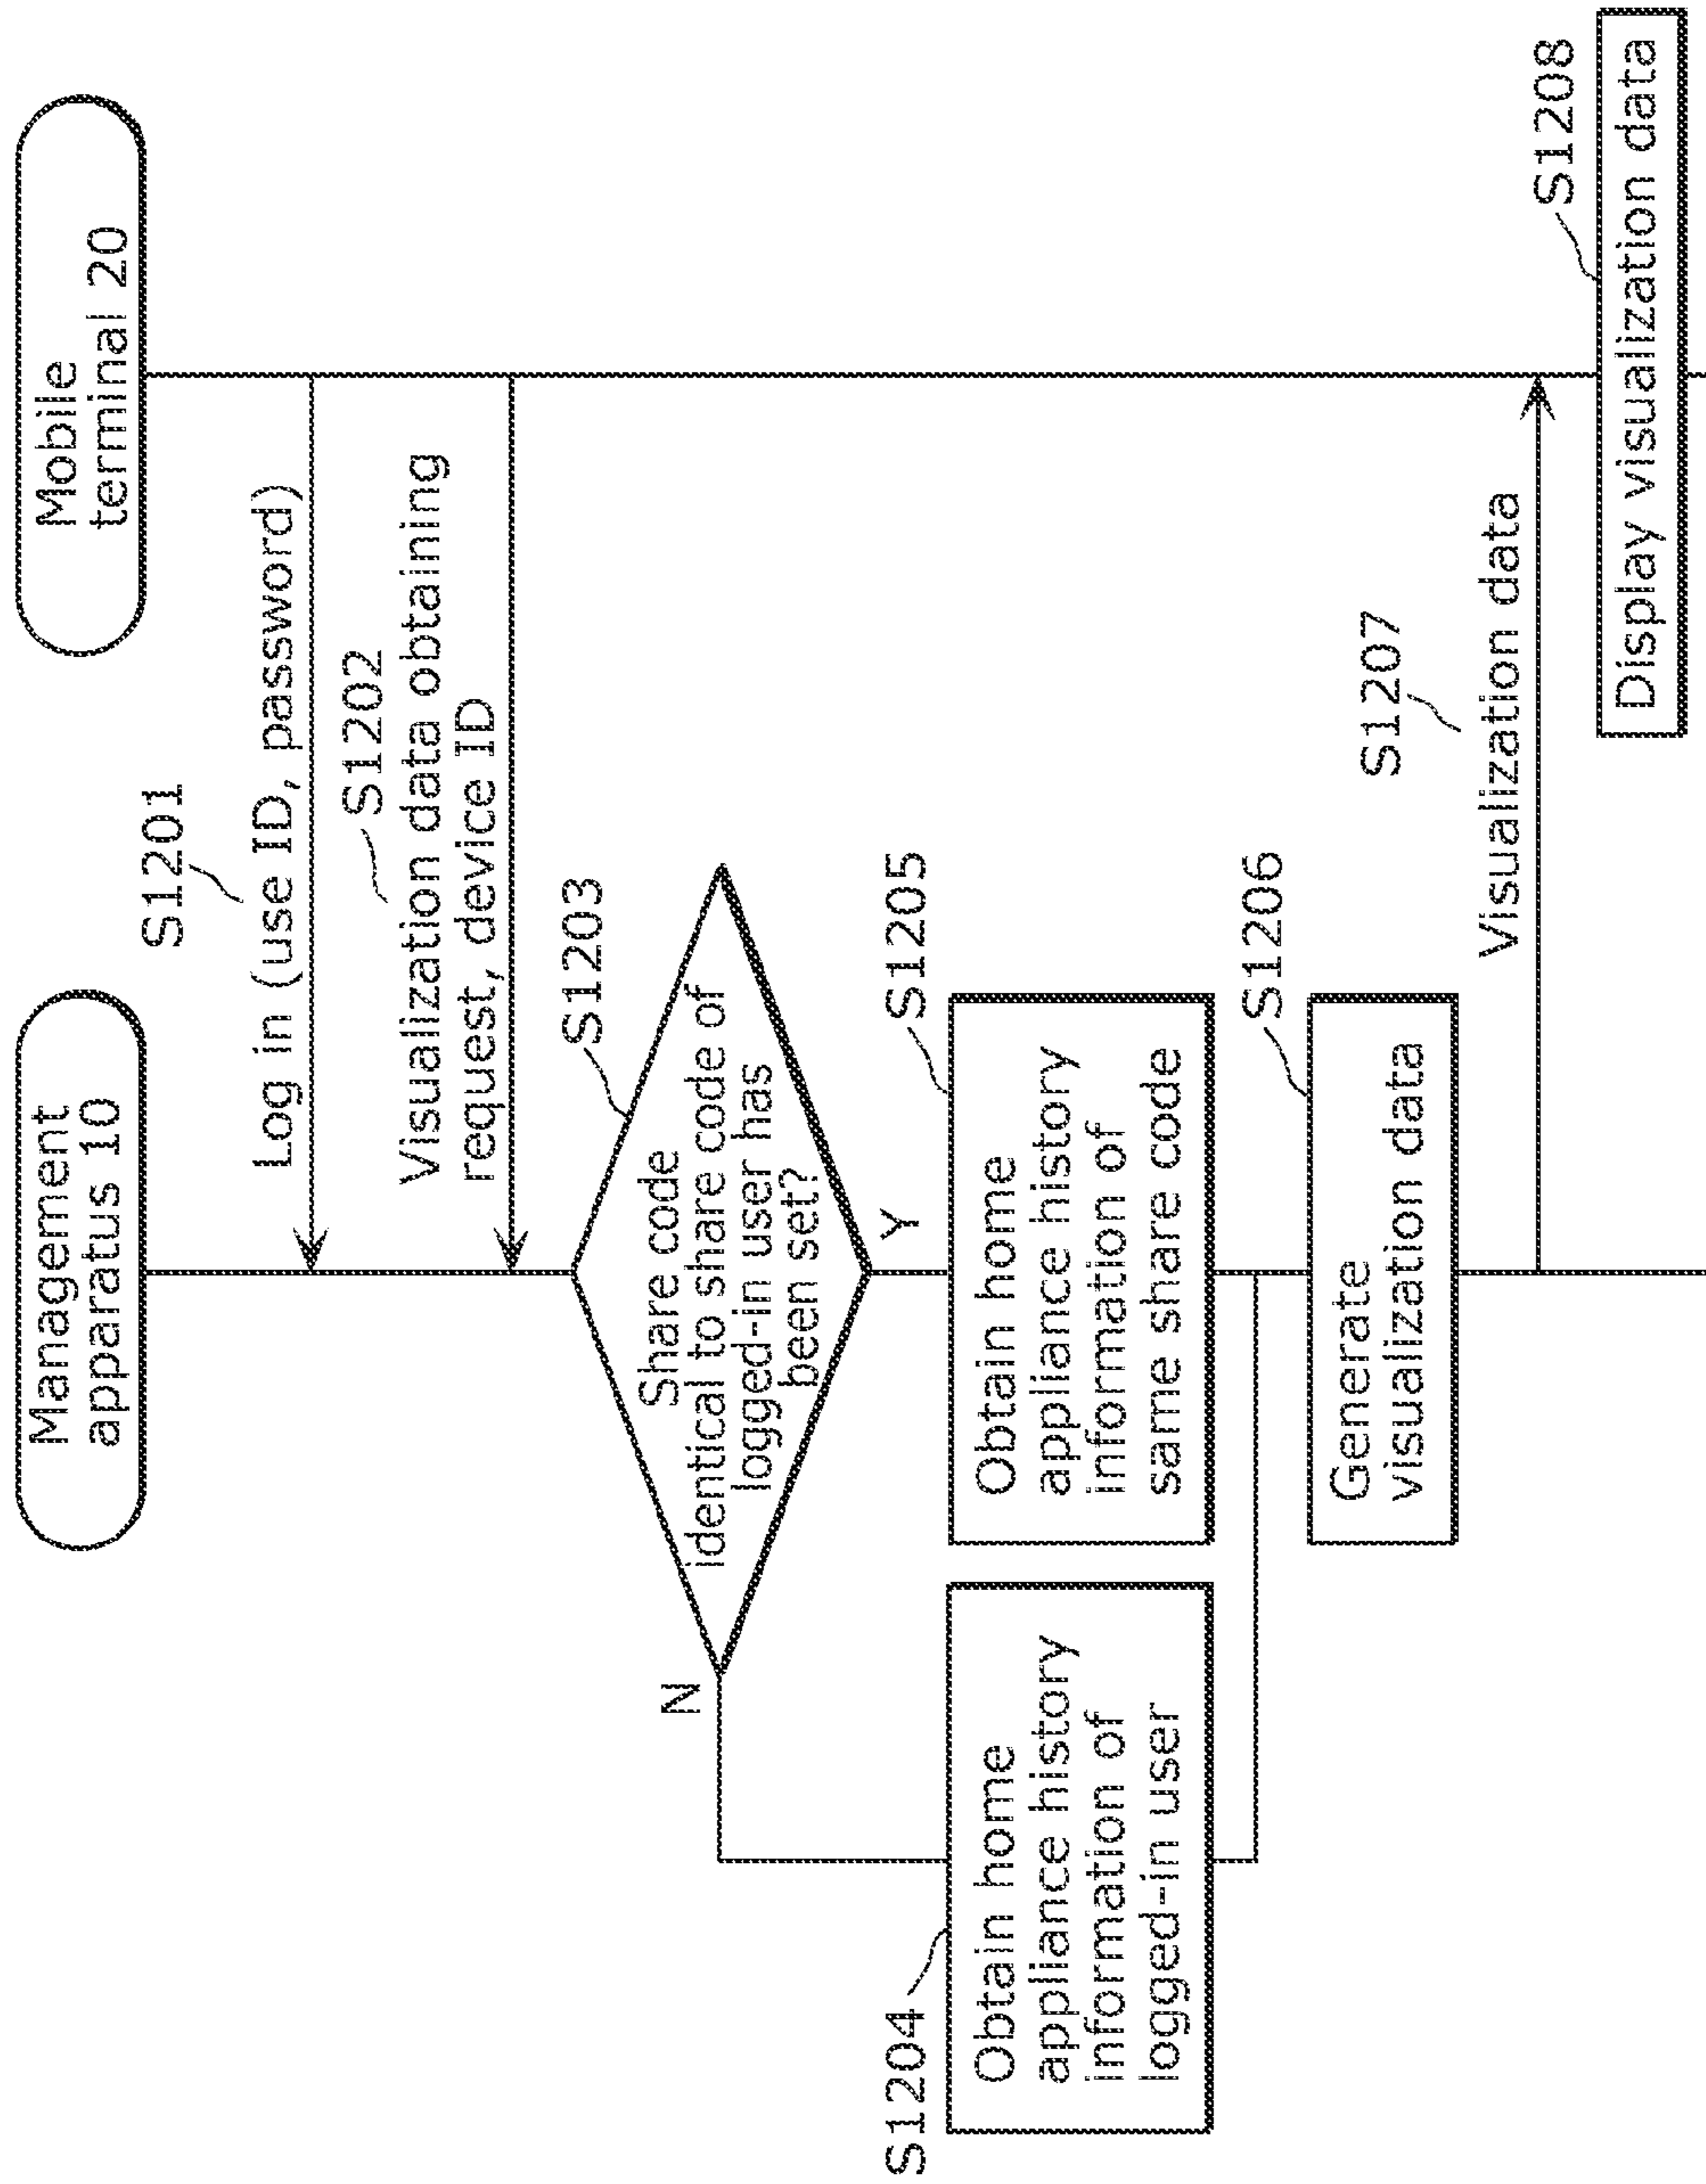 Management
apparatus 10
Mobile
terminal 20
S1201
Log in (use ID, password)
S1202
Visualization data obtaining
request, device ID
S1203
Share code
identical to share code of
logged-in user has
been set?
N
Y
S1204
Obtain home
appliance history
information of
logged-in user
S1205
Obtain home
appliance history
information of
same share code
S1206
Generate
visualization data
S1207
Visualization data
S1208
Display visualization data